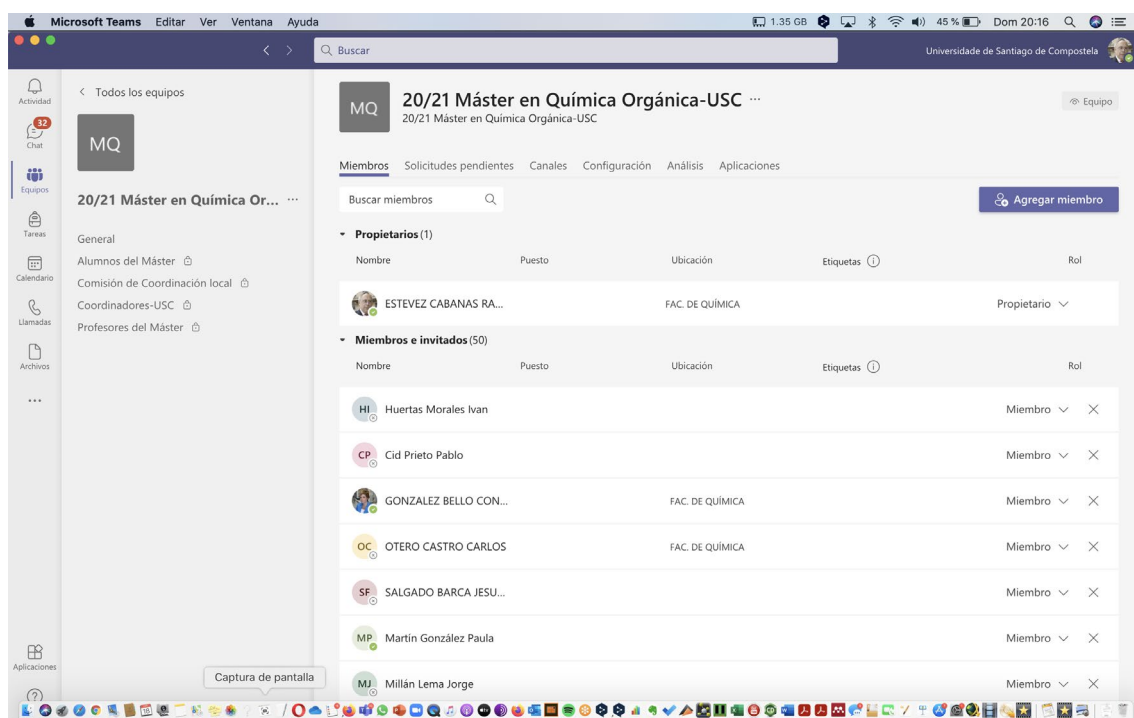 Microsoft Teams Editar Ver Ventana Ayuda 1.35 GB 45 % Dom 20:16
Buscar Universidade de Santiago de Compostela
Actividad
Chat 32
Equipos
Tareas
Calendario
Llamadas
Archivos
Aplicaciones
Todos los equipos
MQ
20/21 Máster en Química Or... ...
General
Alumnos del Máster
Comisión de Coordinación local
Coordinadores-USC
Profesores del Máster
MQ
20/21 Máster en Química Orgánica-USC ...
20/21 Máster en Quimica Orgánica-USC
Equipo
Miembros Solicitudes pendientes Canales Configuración Análisis Aplicaciones
Buscar miembros Agregar miembro
Propietarios (1)
Nombre Puesto Ubicación Etiquetas Rol
ESTEVEZ CABANAS RA... FAC. DE QUÍMICA Propietario
Miembros e invitados (50)
Nombre Puesto Ubicación Etiquetas Rol
HI Huertas Morales Ivan Miembro
CP Cid Prieto Pablo Miembro
GONZALEZ BELLO CON... FAC. DE QUÍMICA Miembro
OC OTERO CASTRO CARLOS FAC. DE QUÍMICA Miembro
SF SALGADO BARCA JESU... Miembro
MP Martín González Paula Miembro
MJ Millán Lema Jorge Miembro
Captura de pantalla